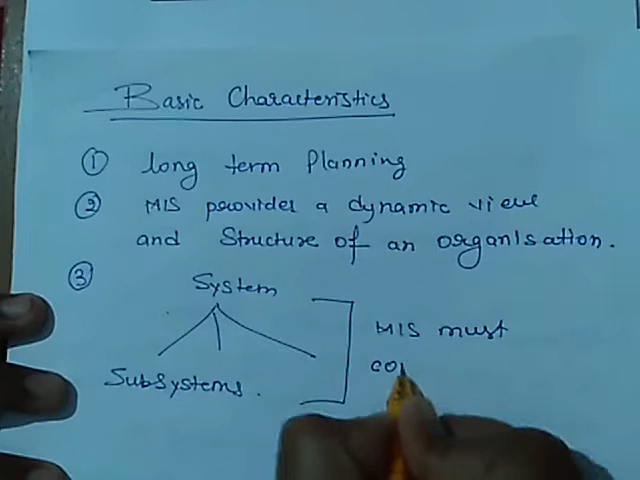 Basic Characteristics
① long term Planning
② MIS provides a dynamic view
and Structure of an organisation.
③ System
Subsystems.
MIS must
co